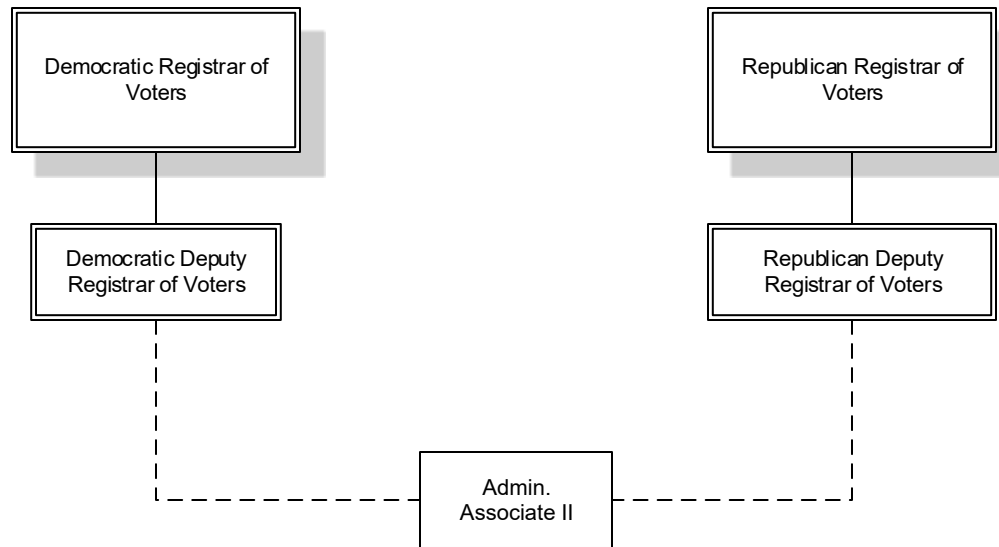 Democratic Registrar of
Voters
Republican Registrar of
Voters
Democratic Deputy
Registrar of Voters
Republican Deputy
Registrar of Voters
Admin.
Associate II